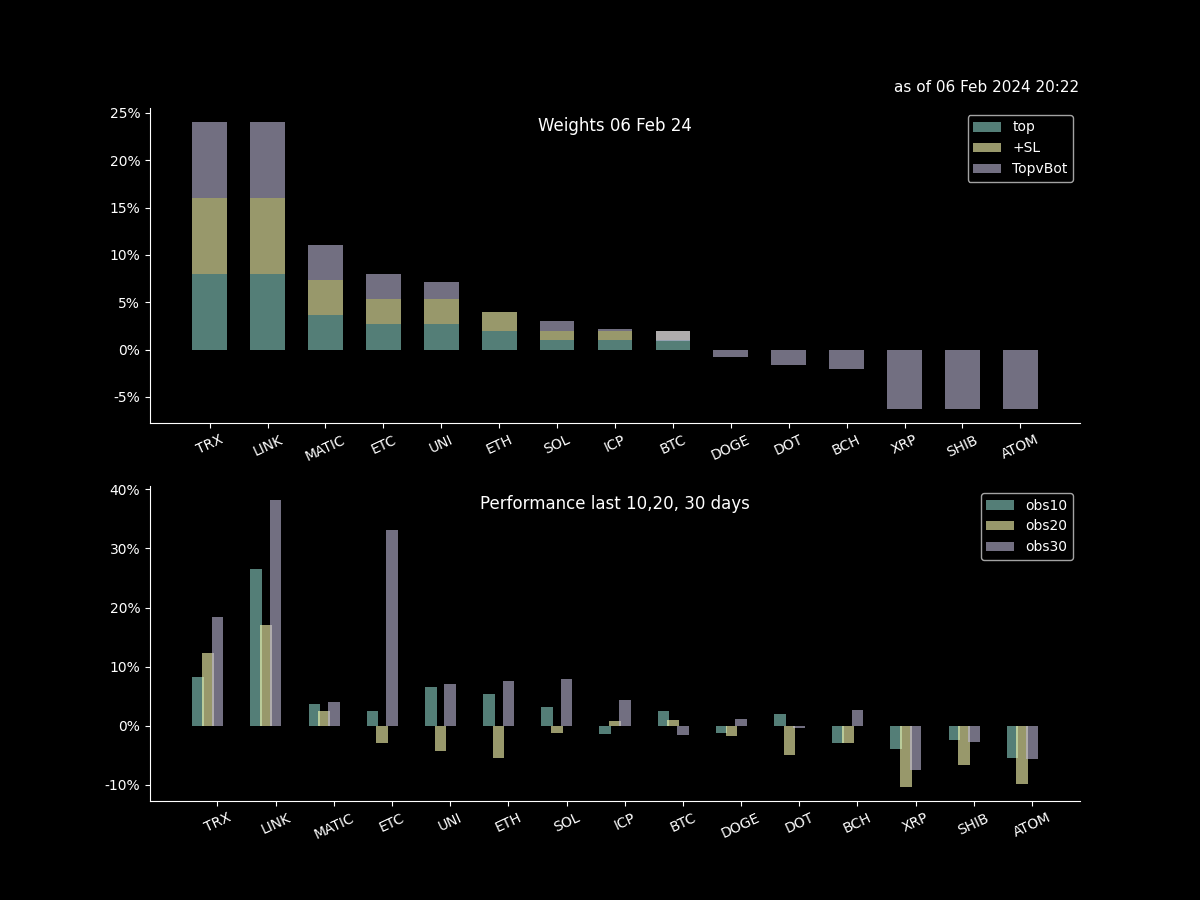 as of 06 Feb 2024 20:22
Weights 06 Feb 24
25%
20%
15%
10%
5%
0%
-5%
top
+SL
TopvBot
TRX LINK MATIC ETC UNI ETH SOL ICP BTC DOGE DOT BCH XRP SHIB ATOM
Performance last 10,20, 30 days
40%
30%
20%
10%
0%
-10%
obs10
obs20
obs30
TRX LINK MATIC ETC UNI ETH SOL ICP BTC DOGE DOT BCH XRP SHIB ATOM